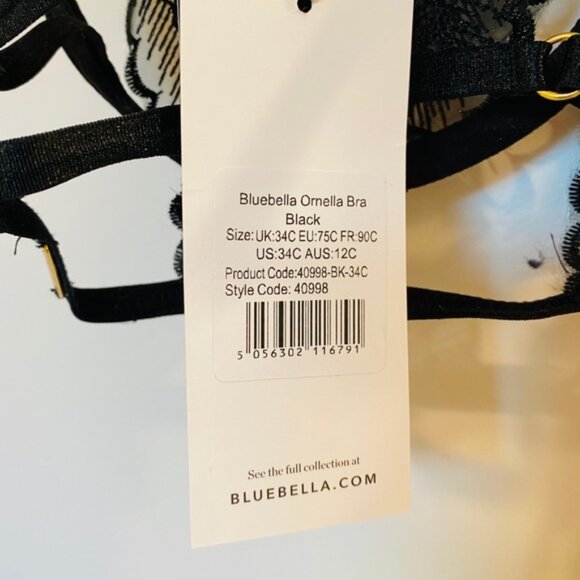 Bluebella Ornella Bra
Black
Size: UK:34C EU:75C FR:90C
US:34C AUS:12C
Product Code:40998-BK-34C
Style Code: 40998
5 056302 116791
See the full collection at
BLUEBELLA.COM